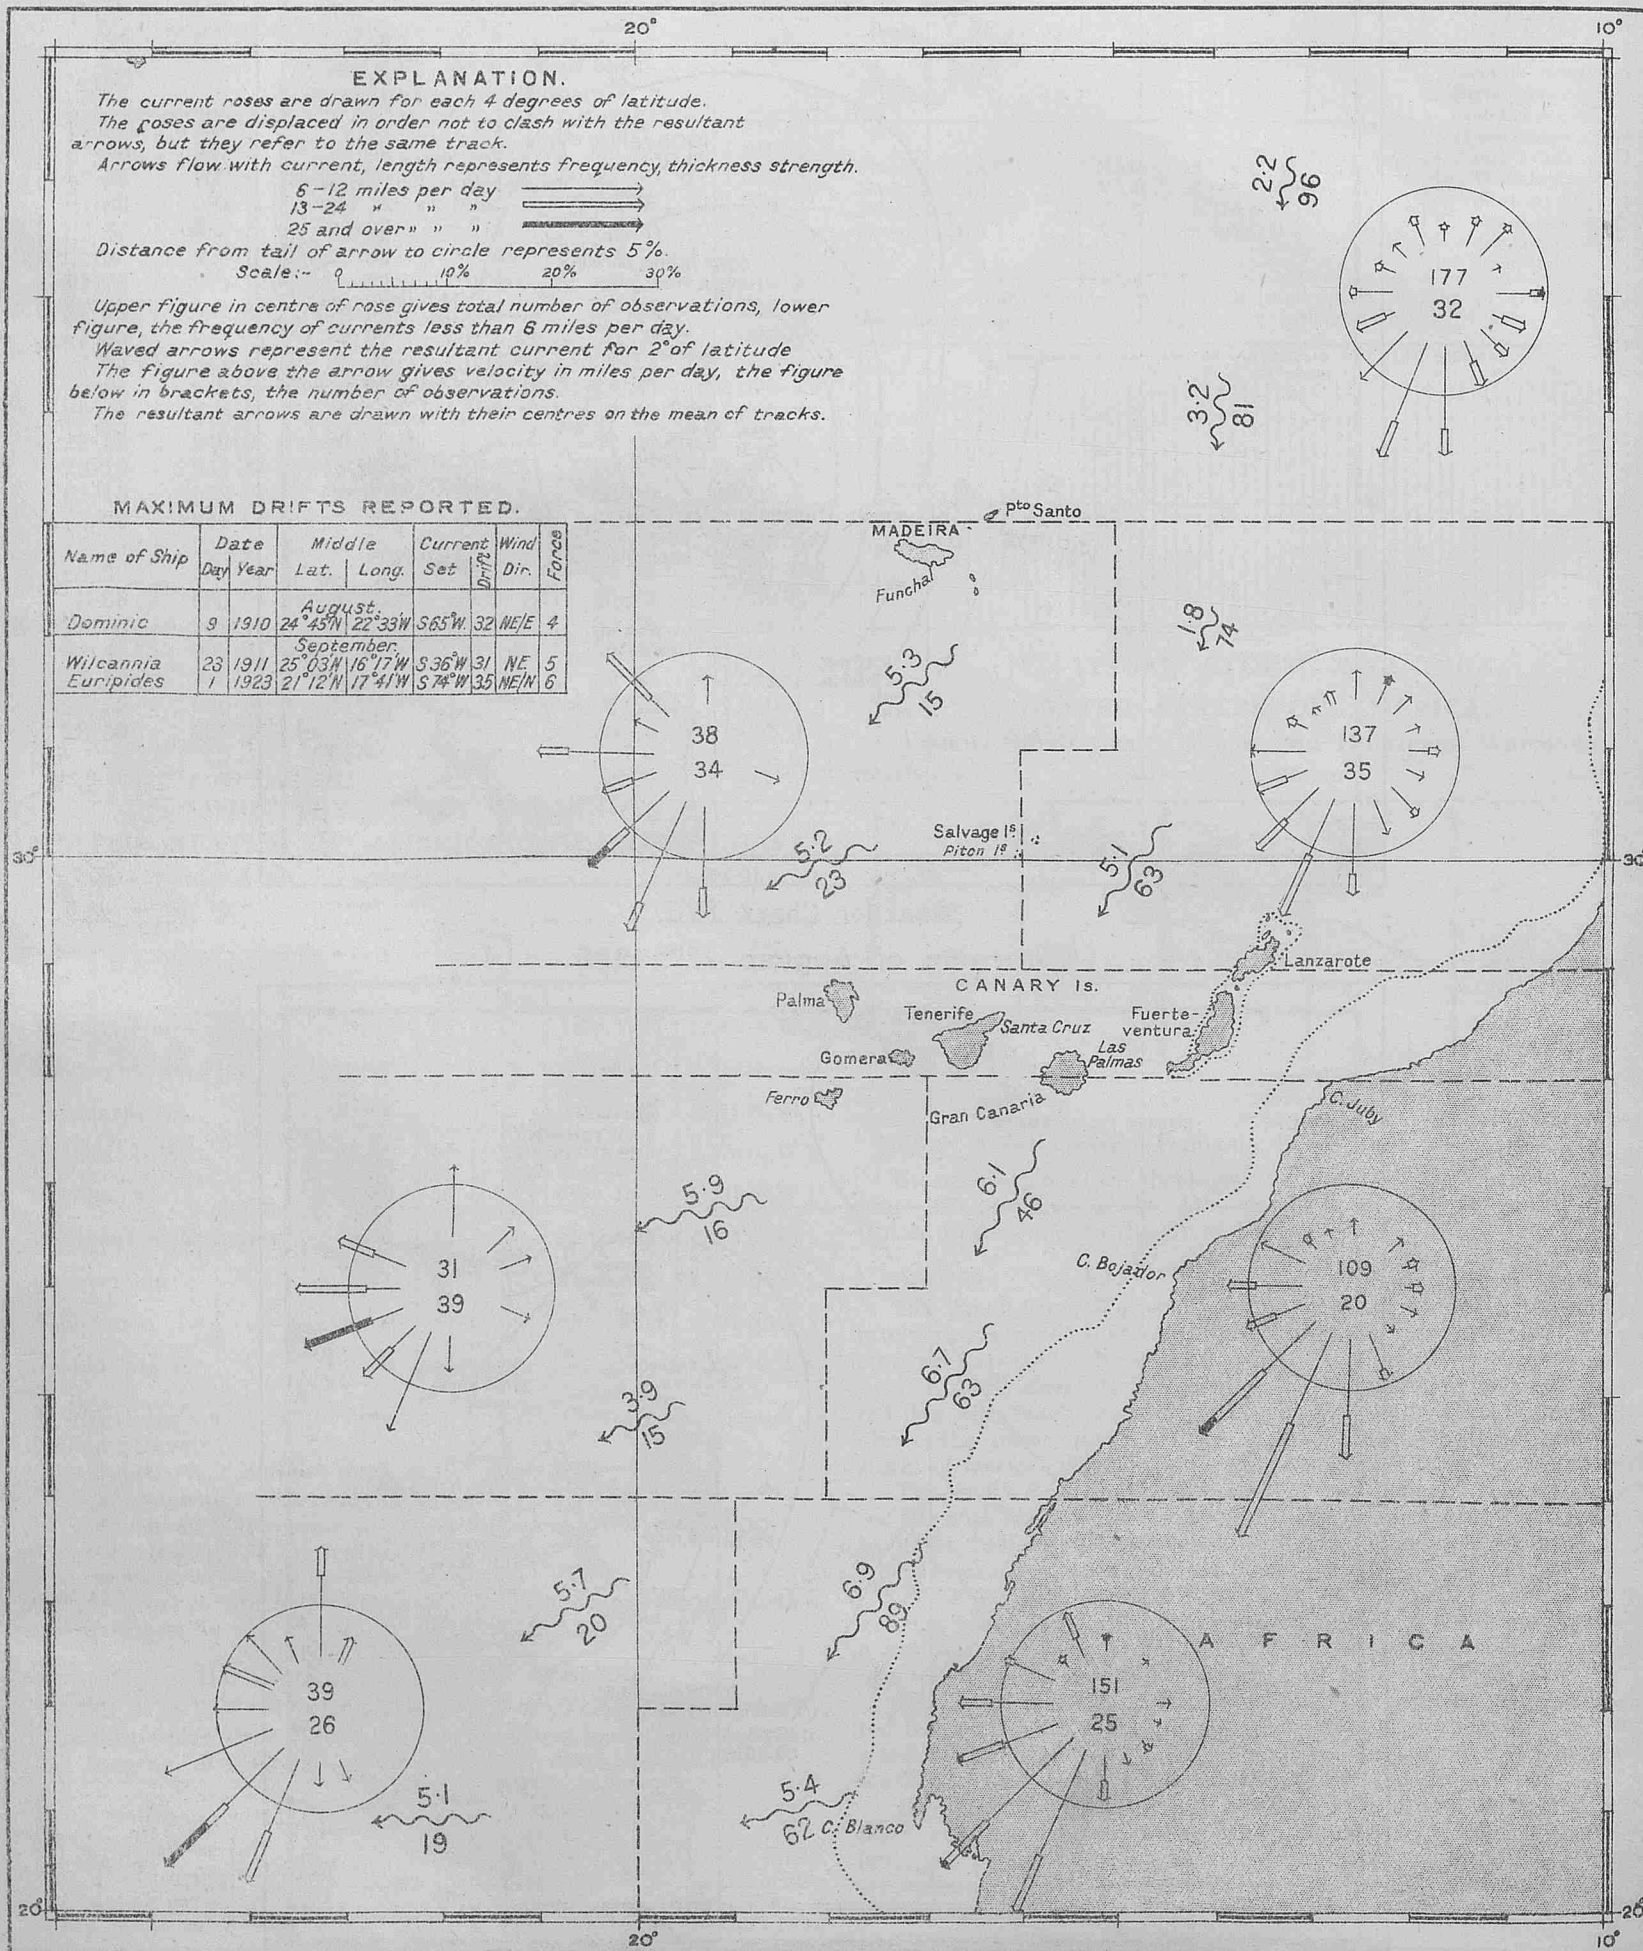 20°
10°
EXPLANATION.
The current roses are drawn for each 4 degrees of latitude.
The roses are displaced in order not to clash with the resultant
arrows, but they refer to the same track.
Arrows flow with current, length represents frequency, thickness strength.
6-12 miles per day
13-24 " " "
25 and over " " "
Distance from tail of arrow to circle represents 5%.
Scale:- 0 10% 20% 30%
Upper figure in centre of rose gives total number of observations, lower
figure, the frequency of currents less than 6 miles per day.
Waved arrows represent the resultant current for 2° of latitude
The figure above the arrow gives velocity in miles per day, the figure
below in brackets, the number of observations.
The resultant arrows are drawn with their centres on the mean of tracks.
2·2
96
177
32
3·2
81
MAXIMUM DRIFTS REPORTED.
Name of Ship Date Middle Current Wind Force
Day Year Lat. Long. Set Drift Dir.
August.
Dominic 9 1910 24°45'N 22°33'W S65°W. 32 NE/E 4
September.
Wilcannia 23 1911 25°03'N 16°17'W S36°W 31 NE 5
Euripides 1 1923 21°12'N 17°41'W S74°W 35 NE/N 6
Pto Santo
MADEIRA
Funchal
1·8
74
5·3
15
38
34
137
35
Salvage Is.
Piton Is.
30°
30
5·2
23
5·1
63
Lanzarote
CANARY Is.
Palma
Tenerife
Santa Cruz
Fuerte-
ventura
Gomera
Las
Palmas
Ferro
Gran Canaria
C. Juby
6·1
46
5·9
16
31
39
C. Bojador
109
20
6·7
63
3·9
15
5·7
20
6·9
89
AFRICA
39
26
151
25
5·1
19
5·4
62
C. Blanco
20°
20
20°
10°